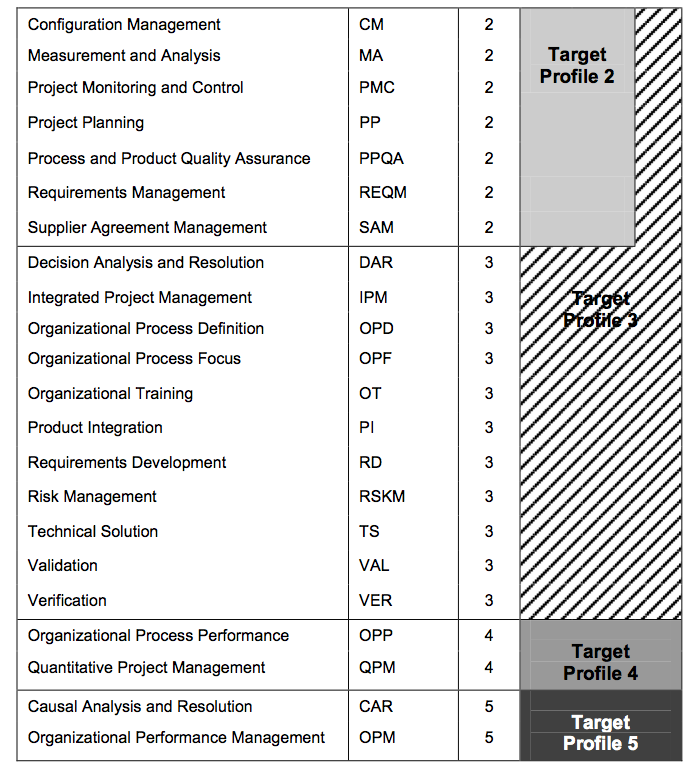 Configuration Management CM 2
Measurement and Analysis MA 2
Project Monitoring and Control PMC 2
Project Planning PP 2
Process and Product Quality Assurance PPQA 2
Requirements Management REQM 2
Supplier Agreement Management SAM 2
Target
Profile 2
Decision Analysis and Resolution DAR 3
Integrated Project Management IPM 3
Organizational Process Definition OPD 3
Organizational Process Focus OPF 3
Organizational Training OT 3
Product Integration PI 3
Requirements Development RD 3
Risk Management RSKM 3
Technical Solution TS 3
Validation VAL 3
Verification VER 3
Target
Profile 3
Organizational Process Performance OPP 4
Quantitative Project Management QPM 4
Target
Profile 4
Causal Analysis and Resolution CAR 5
Organizational Performance Management OPM 5
Target
Profile 5